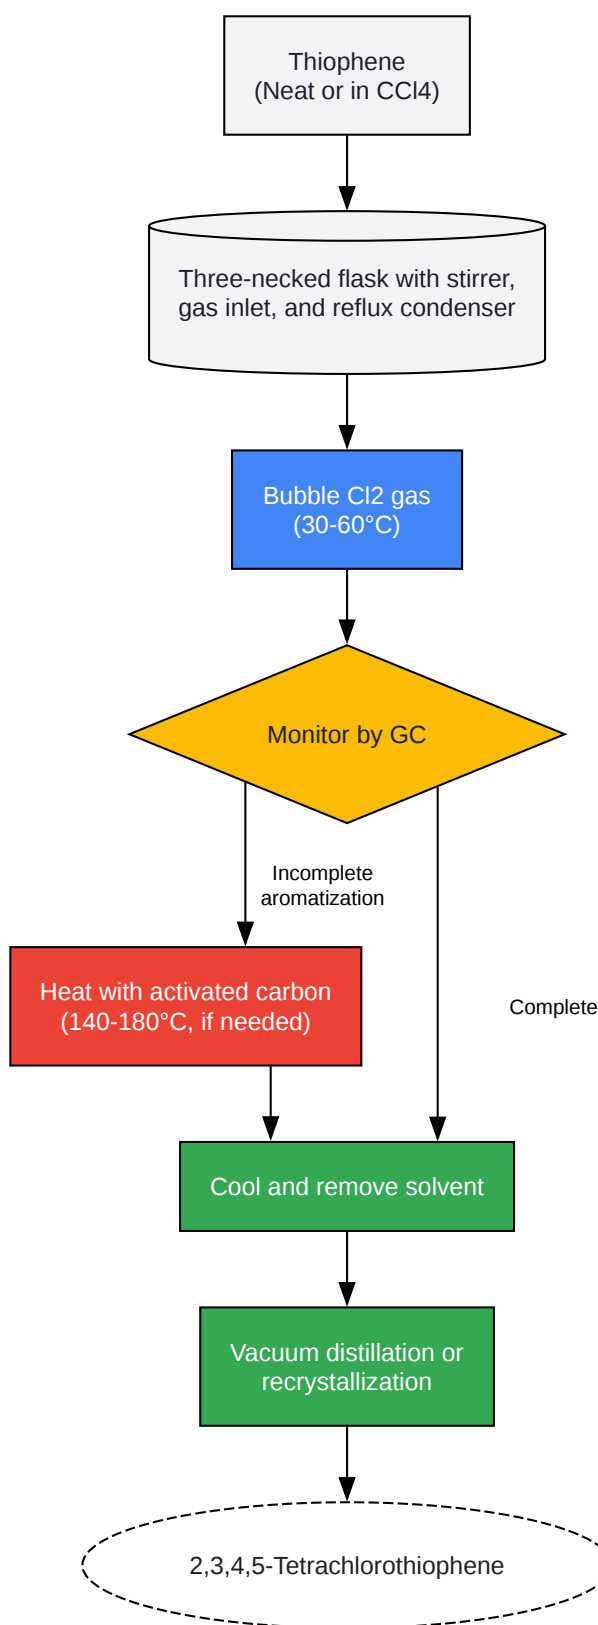 Thiophene
(Neat or in CCl4)
Three-necked flask with stirrer,
gas inlet, and reflux condenser
Bubble Cl2 gas
(30-60°C)
Monitor by GC
Incomplete
aromatization
Heat with activated carbon
(140-180°C, if needed)
Complete
Cool and remove solvent
Vacuum distillation or
recrystallization
2,3,4,5-Tetrachlorothiophene